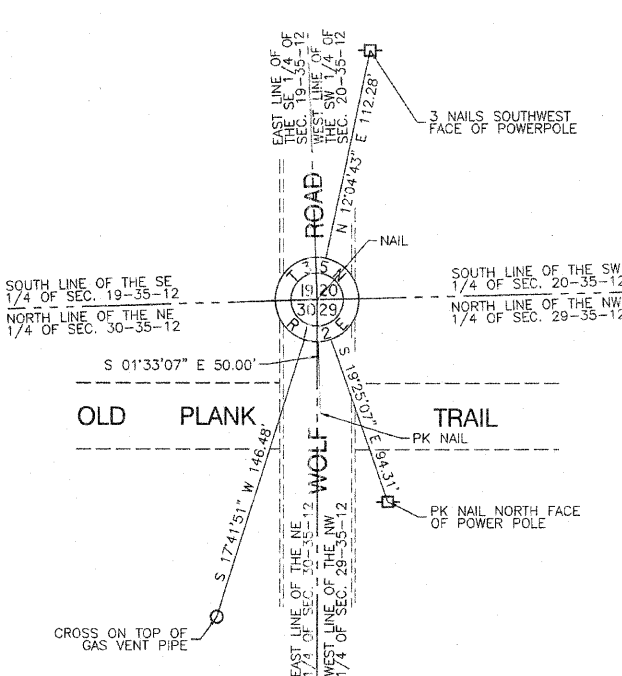 EAST LINE OF
THE SE 1/4 OF
SEC. 19-35-12
WEST LINE OF
THE SW 1/4 OF
SEC. 20-35-12
N 12°04'43" E 112.28'
3 NAILS SOUTHWEST
FACE OF POWERPOLE
ROAD
NAIL
T 35 N
19 20
30 29
R 2 E
SOUTH LINE OF THE SE
1/4 OF SEC. 19-35-12
NORTH LINE OF THE NE
1/4 OF SEC. 30-35-12
SOUTH LINE OF THE SW
1/4 OF SEC. 20-35-12
NORTH LINE OF THE NW
1/4 OF SEC. 29-35-12
S 01°33'07" E 50.00'
S 19°25'07" E 94.31'
OLD PLANK TRAIL
PK NAIL
WOLF
S 17°41'51" W 146.48'
PK NAIL NORTH FACE
OF POWER POLE
CROSS ON TOP OF
GAS VENT PIPE
EAST LINE OF THE NE
1/4 OF SEC. 30-35-12
WEST LINE OF THE NW
1/4 OF SEC. 29-35-12